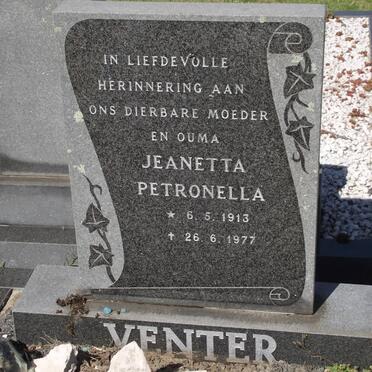 IN LIEFDEVOLLE
HERINNERING AAN
ONS DIERBARE MOEDER
EN OUMA
JEANETTA
PETRONELLA
★ 6. 5. 1913
✝ 26. 6. 1977
VENTER